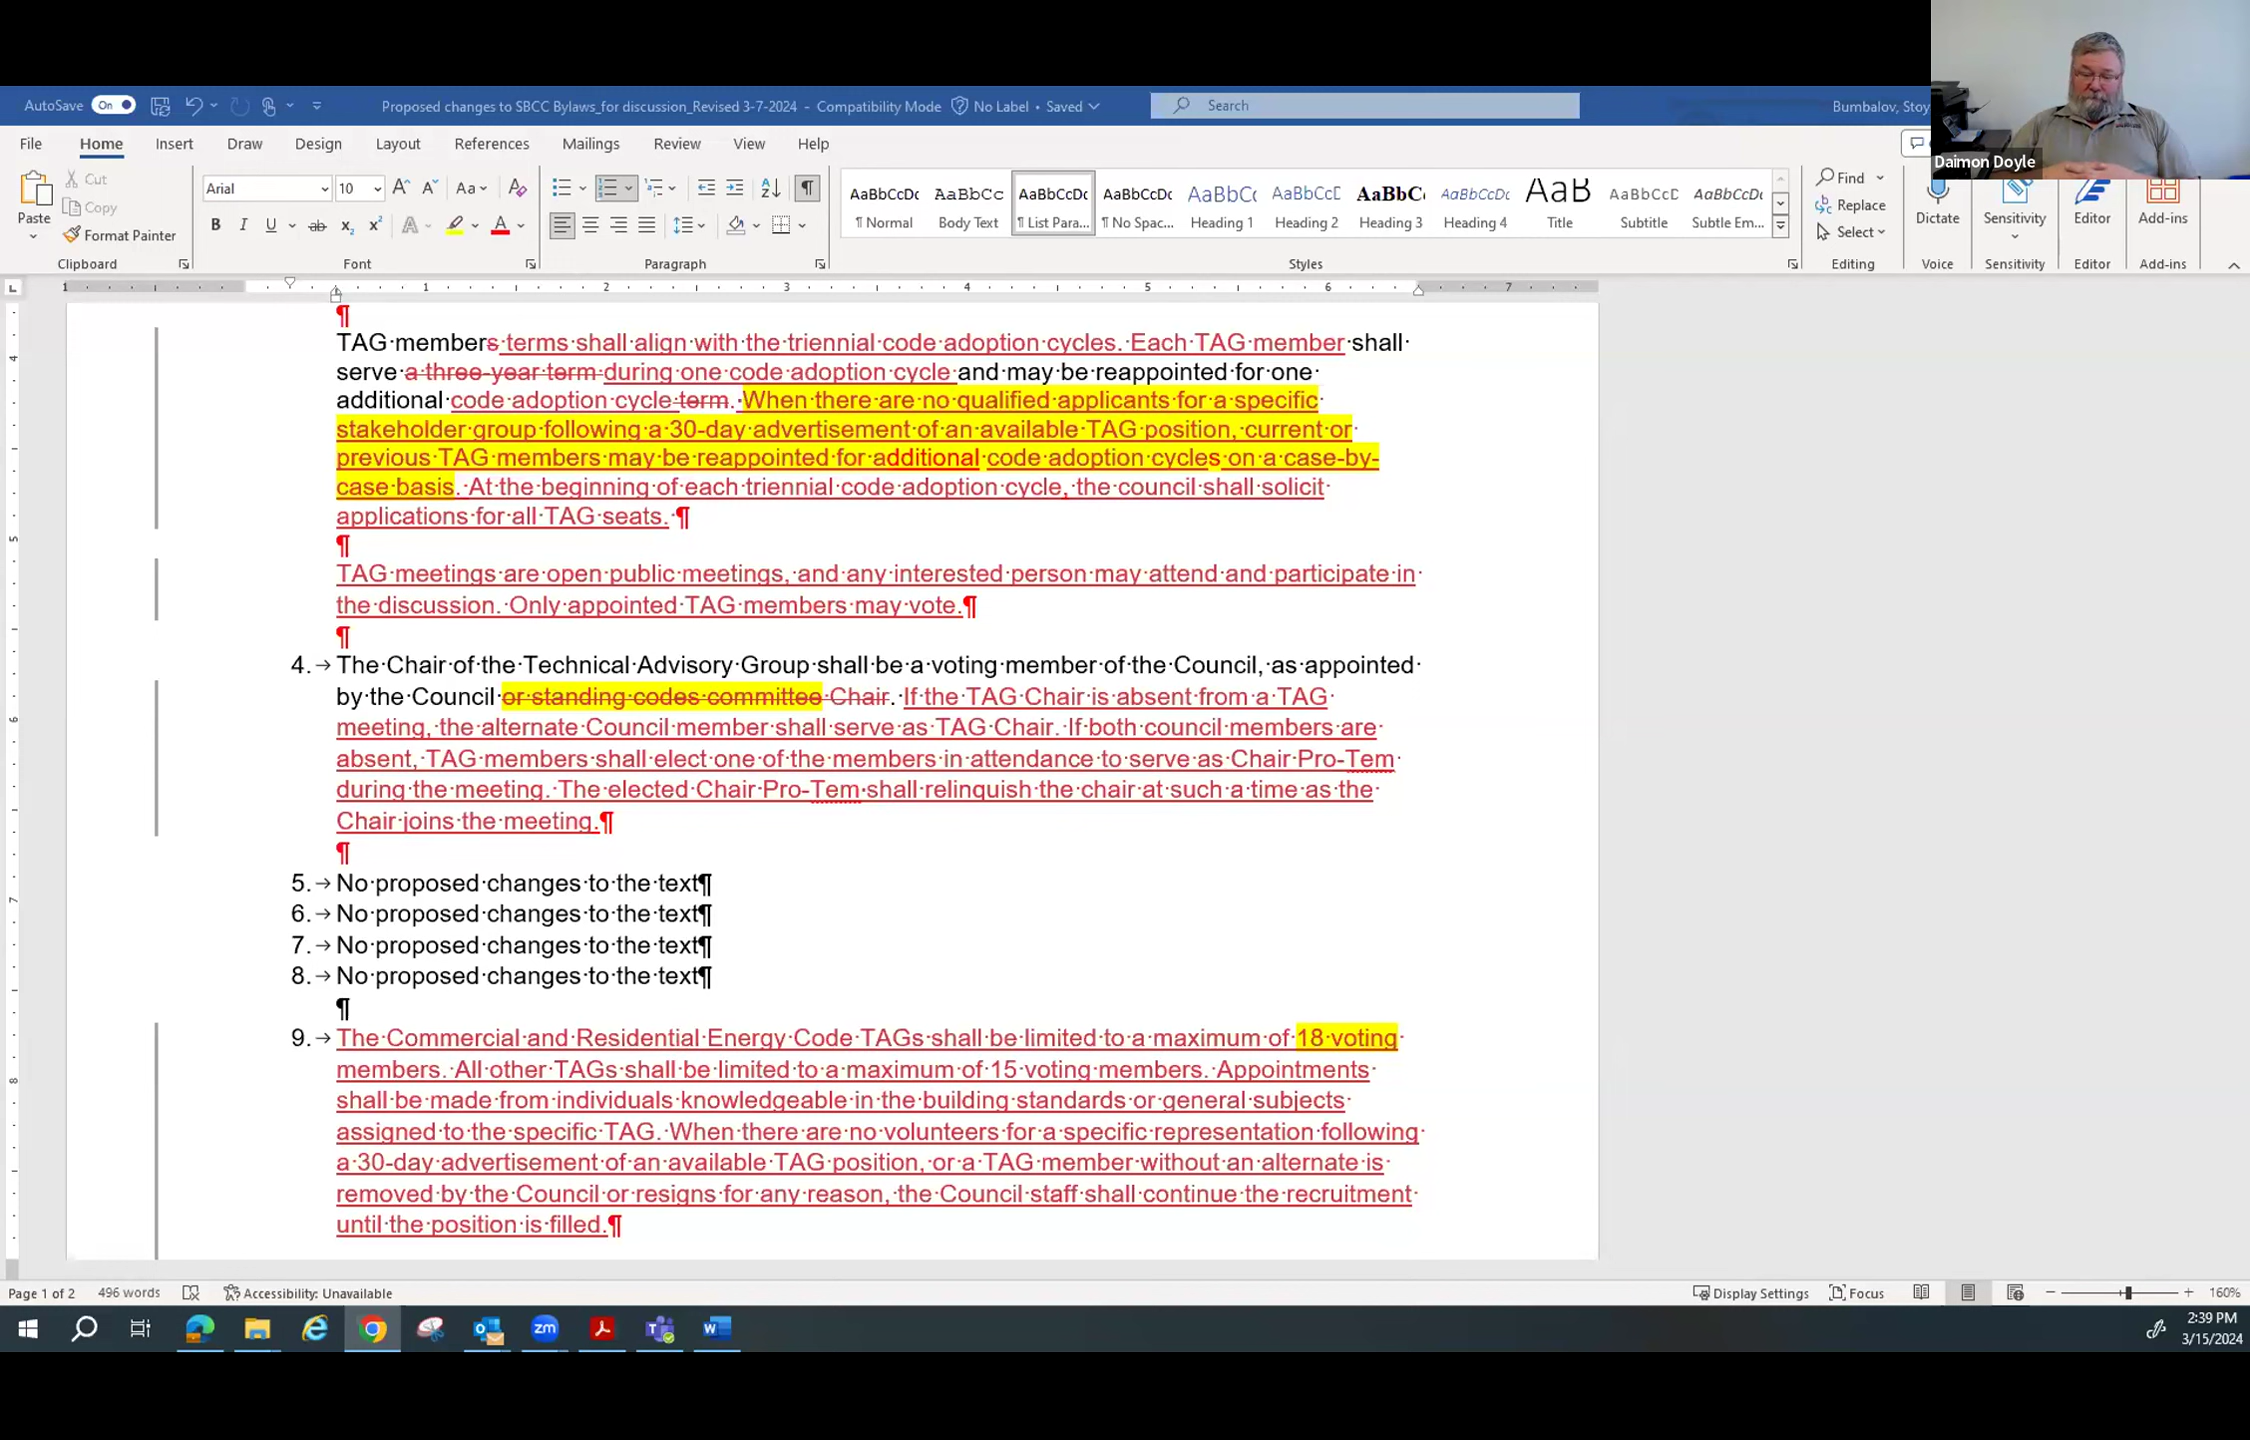 AutoSave On Proposed changes to SBCC Bylaws_for discussion_Revised 3-7-2024 - Compatibility Mode No Label • Saved Search Bumbalov, Stoy
Daimon Doyle
File Home Insert Draw Design Layout References Mailings Review View Help
Paste Cut Copy Format Painter Clipboard
Arial 10 Font
Paragraph
AaBbCcDc AaBbCc AaBbCcDc AaBbCcDc AaBbC( AaBbCcD AaBbC( AaBbCcDc AaB AaBbCcD AaBbCcDc
¶ Normal Body Text ¶ List Para... ¶ No Spac... Heading 1 Heading 2 Heading 3 Heading 4 Title Subtitle Subtle Em...
Styles
Find Replace Select Editing
Dictate Voice
Sensitivity Sensitivity
Editor Editor
Add-ins Add-ins
1 1 2 3 4 5 6 7
¶
TAG members terms shall align with the triennial code adoption cycles. Each TAG member shall
serve a three-year term during one code adoption cycle and may be reappointed for one
additional code adoption cycle term. When there are no qualified applicants for a specific
stakeholder group following a 30-day advertisement of an available TAG position, current or
previous TAG members may be reappointed for additional code adoption cycles on a case-by-
case basis. At the beginning of each triennial code adoption cycle, the council shall solicit
applications for all TAG seats. ¶
¶
TAG meetings are open public meetings, and any interested person may attend and participate in
the discussion. Only appointed TAG members may vote.¶
¶
4. The Chair of the Technical Advisory Group shall be a voting member of the Council, as appointed
by the Council or standing codes committee Chair. If the TAG Chair is absent from a TAG
meeting, the alternate Council member shall serve as TAG Chair. If both council members are
absent, TAG members shall elect one of the members in attendance to serve as Chair Pro-Tem
during the meeting. The elected Chair Pro-Tem shall relinquish the chair at such a time as the
Chair joins the meeting.¶
¶
5. No proposed changes to the text¶
6. No proposed changes to the text¶
7. No proposed changes to the text¶
8. No proposed changes to the text¶
¶
9. The Commercial and Residential Energy Code TAGs shall be limited to a maximum of 18 voting
members. All other TAGs shall be limited to a maximum of 15 voting members. Appointments
shall be made from individuals knowledgeable in the building standards or general subjects
assigned to the specific TAG. When there are no volunteers for a specific representation following
a 30-day advertisement of an available TAG position, or a TAG member without an alternate is
removed by the Council or resigns for any reason, the Council staff shall continue the recruitment
until the position is filled.¶
Page 1 of 2 496 words Accessibility: Unavailable Display Settings Focus 160%
2:39 PM
3/15/2024